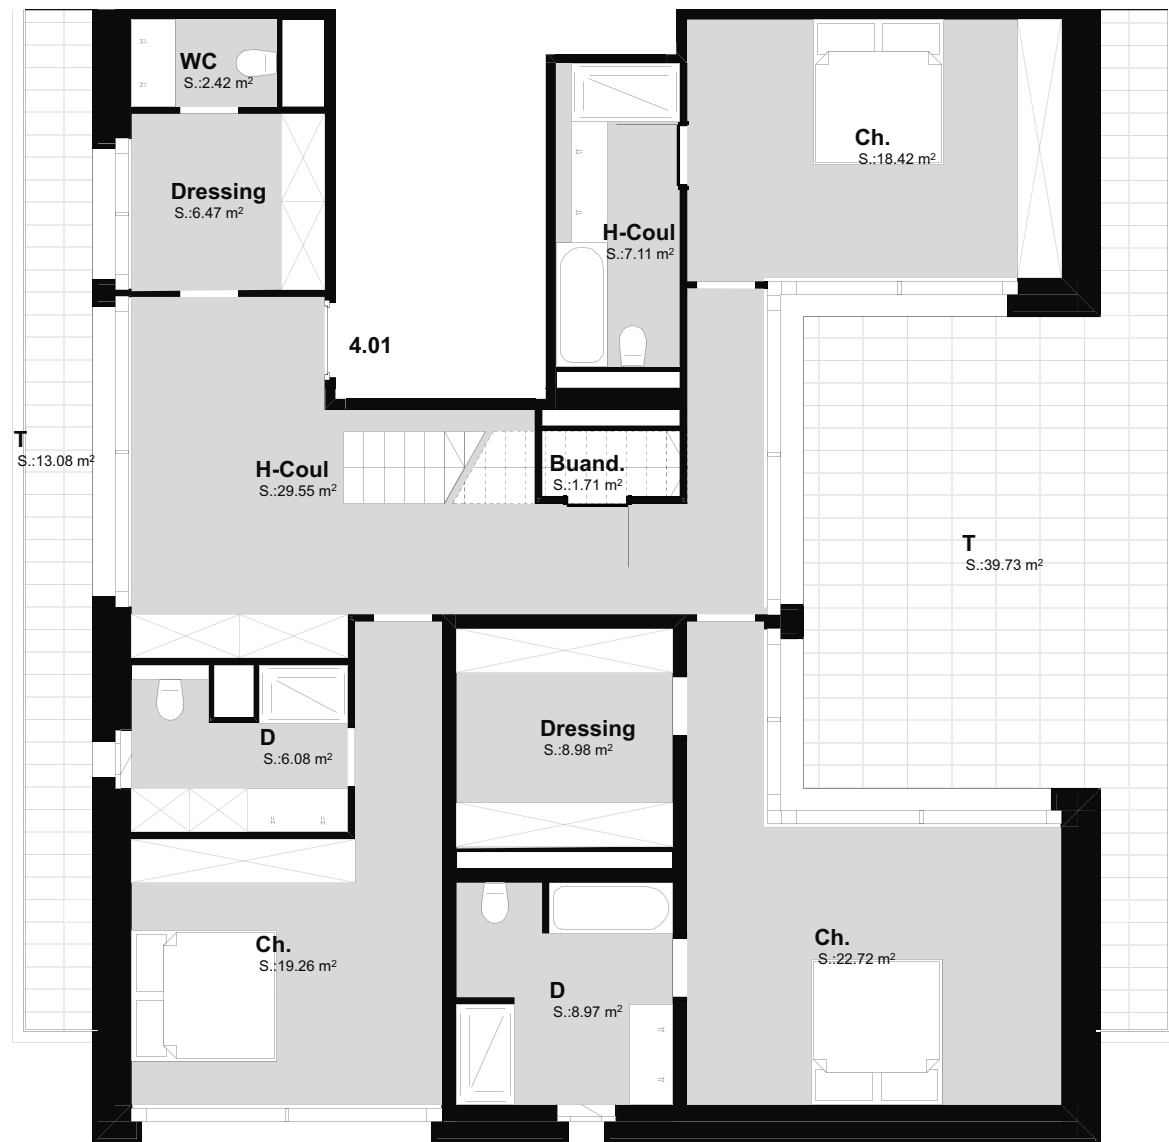 WC
S.:2.42 m²
Ch.
S.:18.42 m²
Dressing
S.:6.47 m²
H-Coul
S.:7.11 m²
4.01
T
S.:13.08 m²
H-Coul
S.:29.55 m²
Buand.
S.:1.71 m²
T
S.:39.73 m²
D
S.:6.08 m²
Dressing
S.:8.98 m²
Ch.
S.:19.26 m²
Ch.
S.:22.72 m²
D
S.:8.97 m²